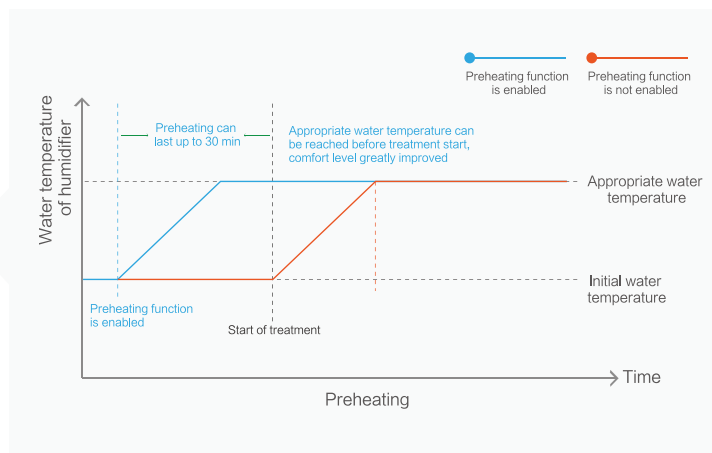 Preheating function
is enabled
Preheating function
is not enabled
Water temperature
of humidifier
Preheating can
last up to 30 min
Appropriate water temperature can
be reached before treatment start,
comfort level greatly improved
Appropriate water
temperature
Initial water
temperature
Preheating function
is enabled
Start of treatment
Time
Preheating